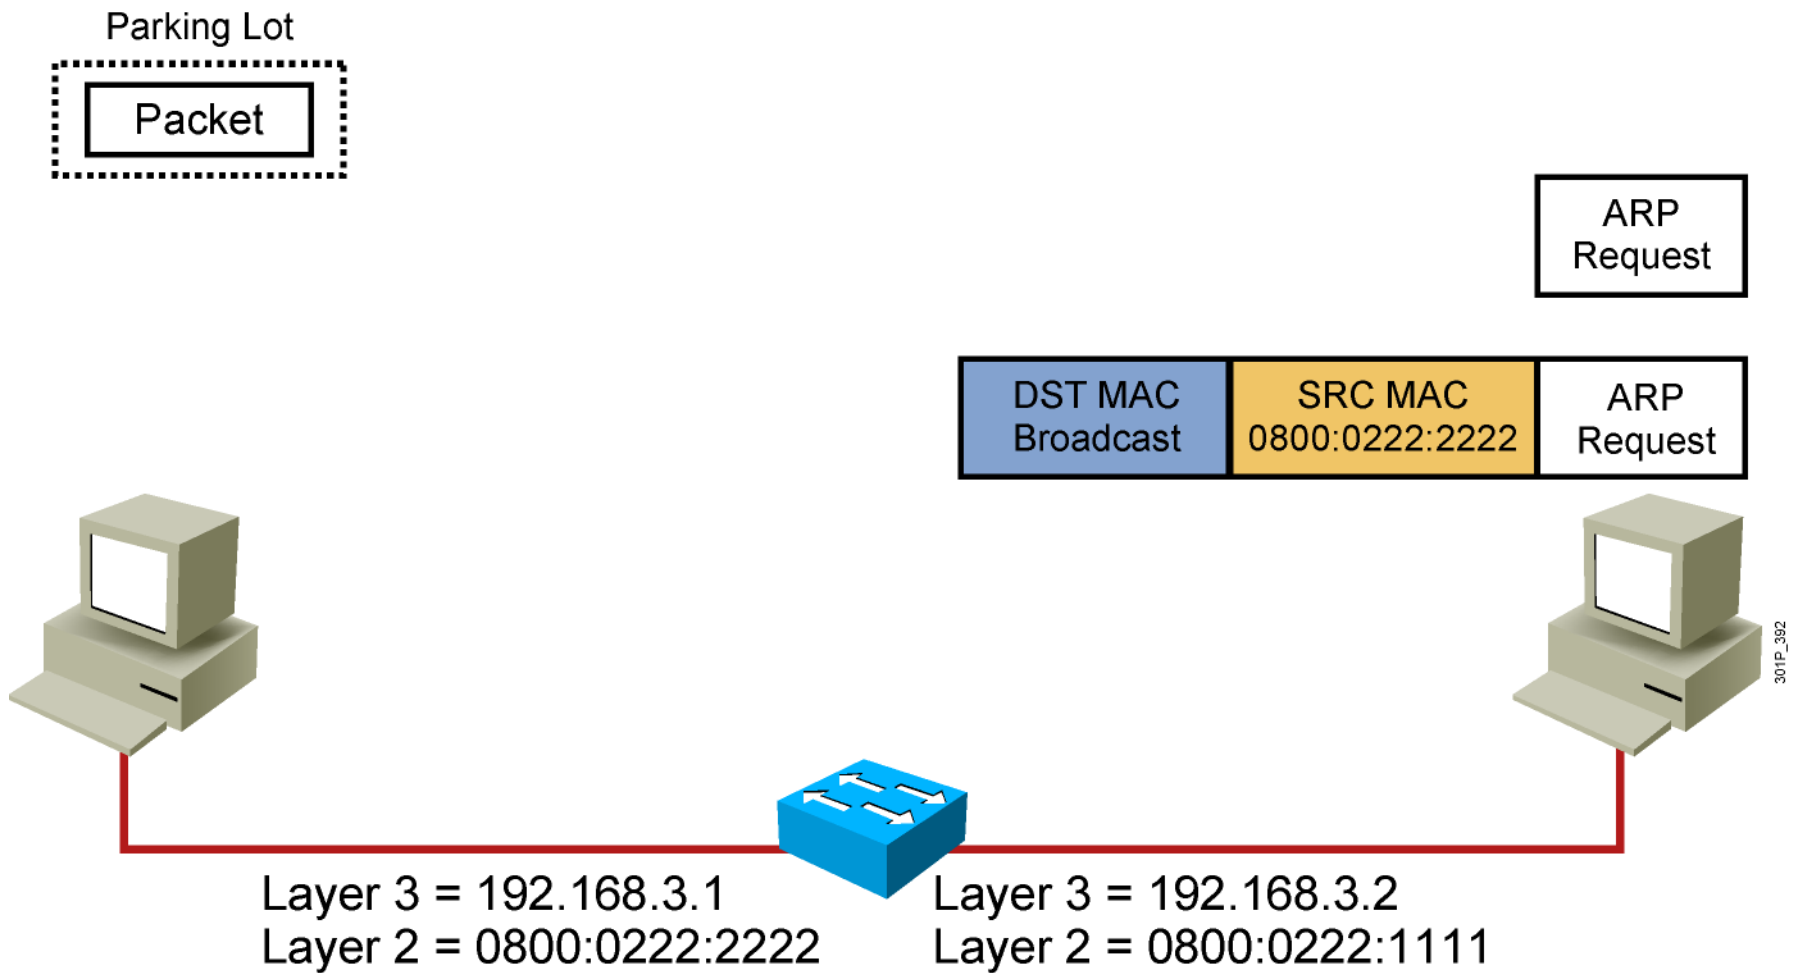 Parking Lot
Packet
ARP
Request
DST MAC
Broadcast
SRC MAC
0800:0222:2222
ARP
Request
301P_392
Layer 3 = 192.168.3.1
Layer 2 = 0800:0222:2222
Layer 3 = 192.168.3.2
Layer 2 = 0800:0222:1111